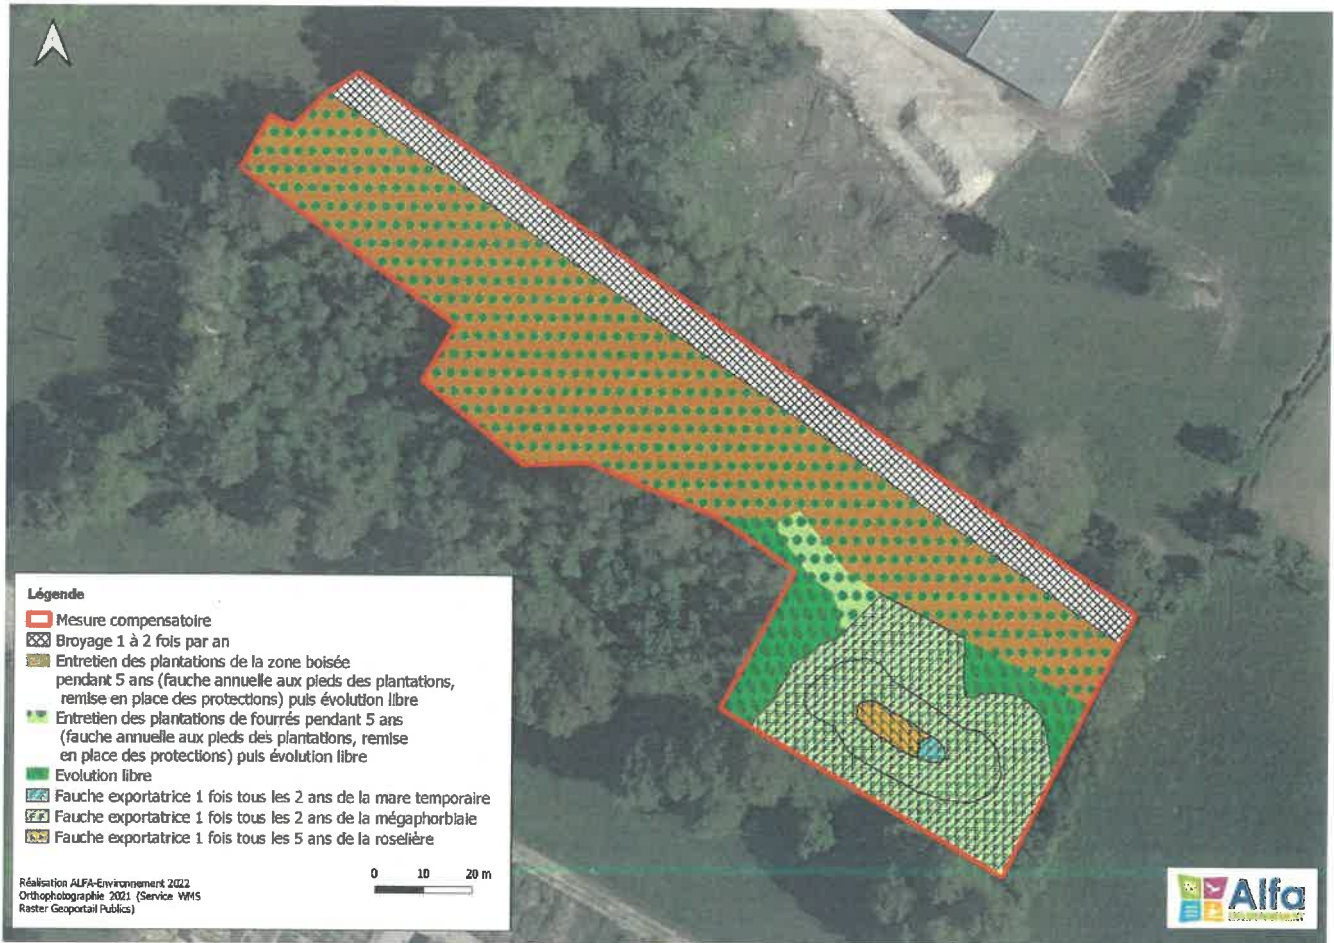 Légende
Mesure compensatoire
Broyage 1 à 2 fois par an
Entretien des plantations de la zone boisée
pendant 5 ans (fauche annuelle aux pieds des plantations,
remise en place des protections) puis évolution libre
Entretien des plantations de fourrés pendant 5 ans
(fauche annuelle aux pieds des plantations, remise
en place des protections) puis évolution libre
Evolution libre
Fauche exportatrice 1 fois tous les 2 ans de la mare temporaire
Fauche exportatrice 1 fois tous les 2 ans de la mégaphorbiaie
Fauche exportatrice 1 fois tous les 5 ans de la roselière
0 10 20 m
Réalisation ALFA-Environnement 2022
Orthophotographie 2021 (Service WMS
Raster Geoportail Publics)
Alfa
ENVIRONNEMENT